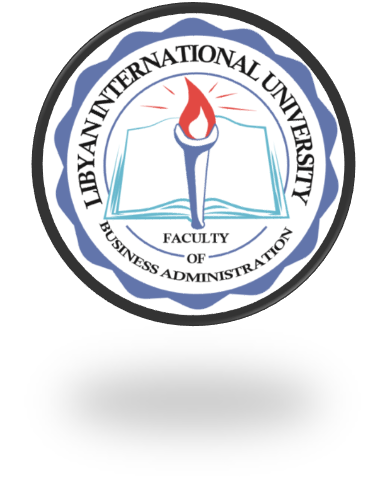 LIBYAN INTERNATIONAL UNIVERSITY
FACULTY
OF
BUSINESS ADMINISTRATION